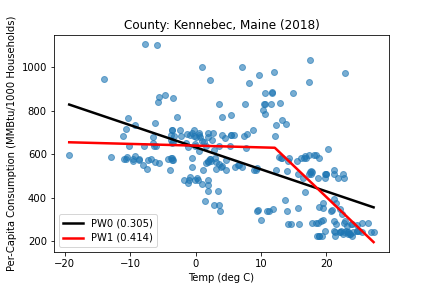 County: Kennebec, Maine (2018)
Per-Capita Consumption (MMBtu/1000 Households)
1000
800
600
400
200
PW0 (0.305)
PW1 (0.414)
−20 −10 0 10 20
Temp (deg C)